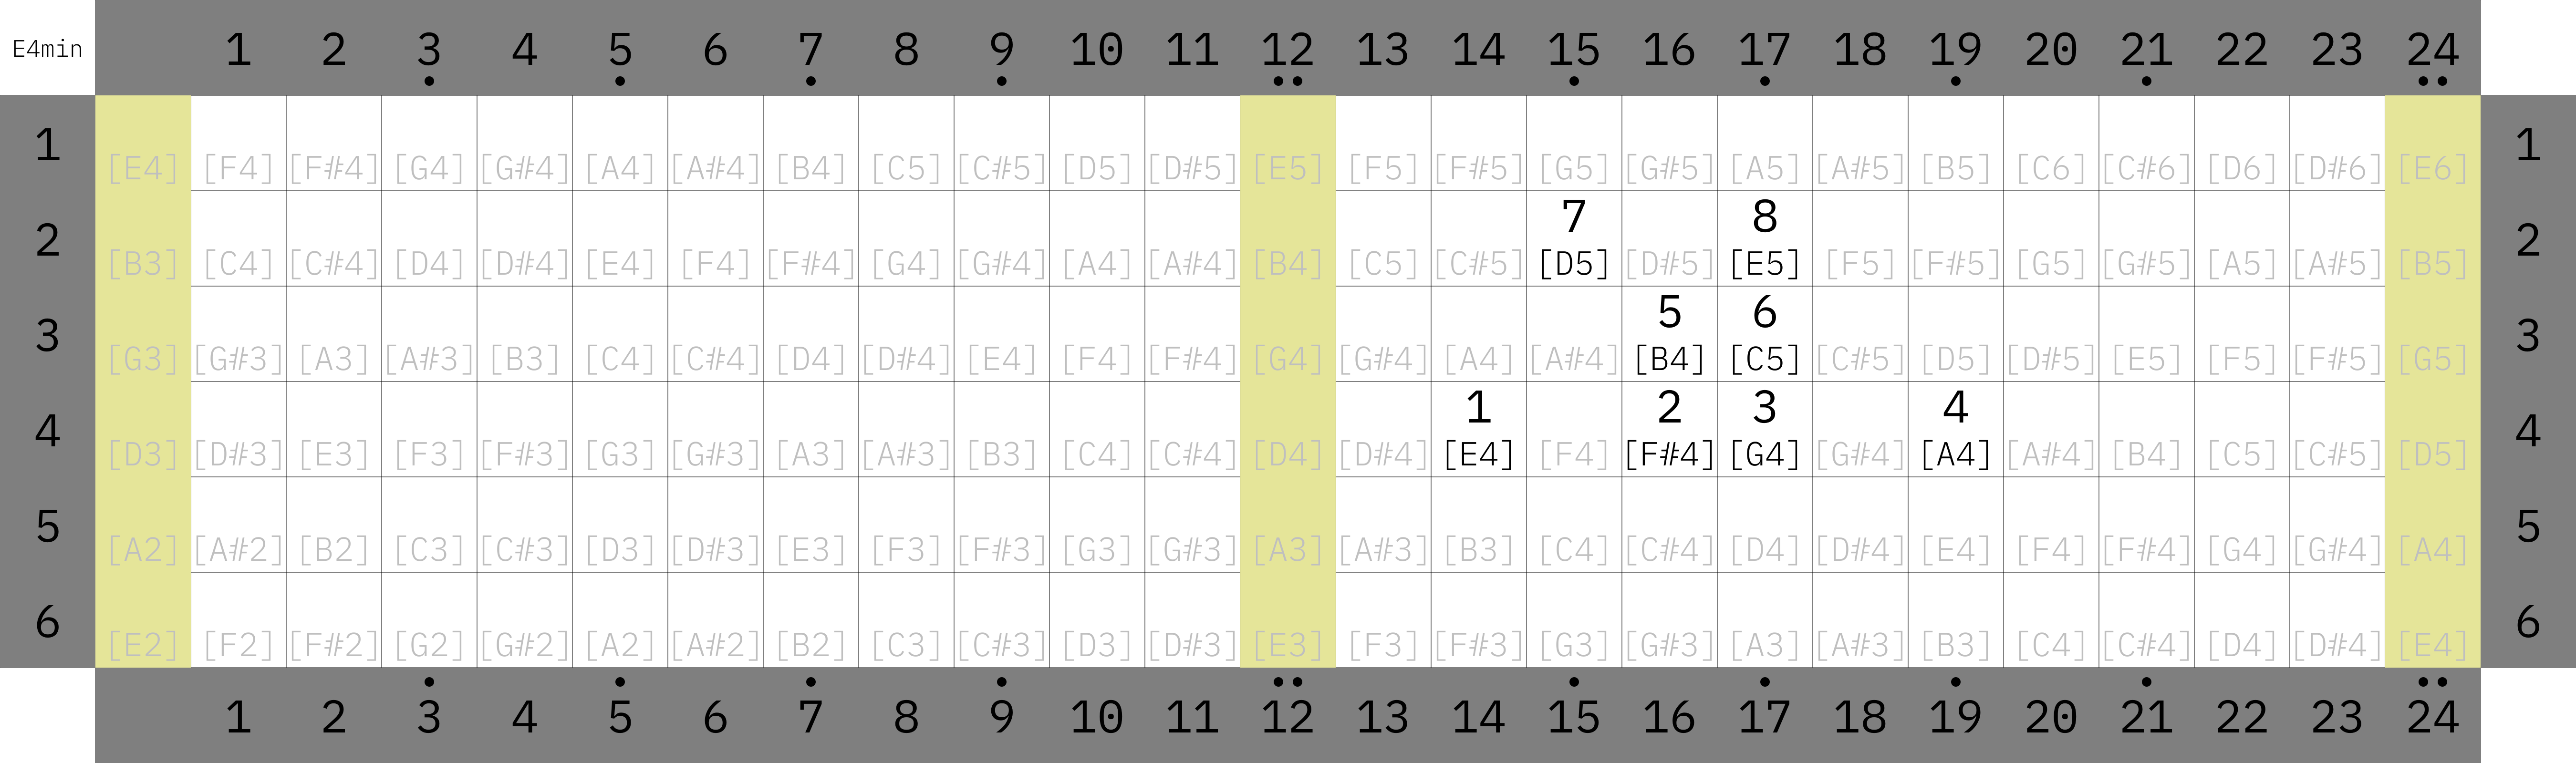 E4min 1 2 3 4 5 6 7 8 9 10 11 12 13 14 15 16 17 18 19 20 21 22 23 24
1 [E4] [F4] [F#4] [G4] [G#4] [A4] [A#4] [B4] [C5] [C#5] [D5] [D#5] [E5] [F5] [F#5] [G5] [G#5] [A5] [A#5] [B5] [C6] [C#6] [D6] [D#6] [E6] 1
7 8
2 [B3] [C4] [C#4] [D4] [D#4] [E4] [F4] [F#4] [G4] [G#4] [A4] [A#4] [B4] [C5] [C#5] [D5] [D#5] [E5] [F5] [F#5] [G5] [G#5] [A5] [A#5] [B5] 2
5 6
3 [G3] [G#3] [A3] [A#3] [B3] [C4] [C#4] [D4] [D#4] [E4] [F4] [F#4] [G4] [G#4] [A4] [A#4] [B4] [C5] [C#5] [D5] [D#5] [E5] [F5] [F#5] [G5] 3
1 2 3 4
4 [D3] [D#3] [E3] [F3] [F#3] [G3] [G#3] [A3] [A#3] [B3] [C4] [C#4] [D4] [D#4] [E4] [F4] [F#4] [G4] [G#4] [A4] [A#4] [B4] [C5] [C#5] [D5] 4
5 [A2] [A#2] [B2] [C3] [C#3] [D3] [D#3] [E3] [F3] [F#3] [G3] [G#3] [A3] [A#3] [B3] [C4] [C#4] [D4] [D#4] [E4] [F4] [F#4] [G4] [G#4] [A4] 5
6 [E2] [F2] [F#2] [G2] [G#2] [A2] [A#2] [B2] [C3] [C#3] [D3] [D#3] [E3] [F3] [F#3] [G3] [G#3] [A3] [A#3] [B3] [C4] [C#4] [D4] [D#4] [E4] 6
1 2 3 4 5 6 7 8 9 10 11 12 13 14 15 16 17 18 19 20 21 22 23 24